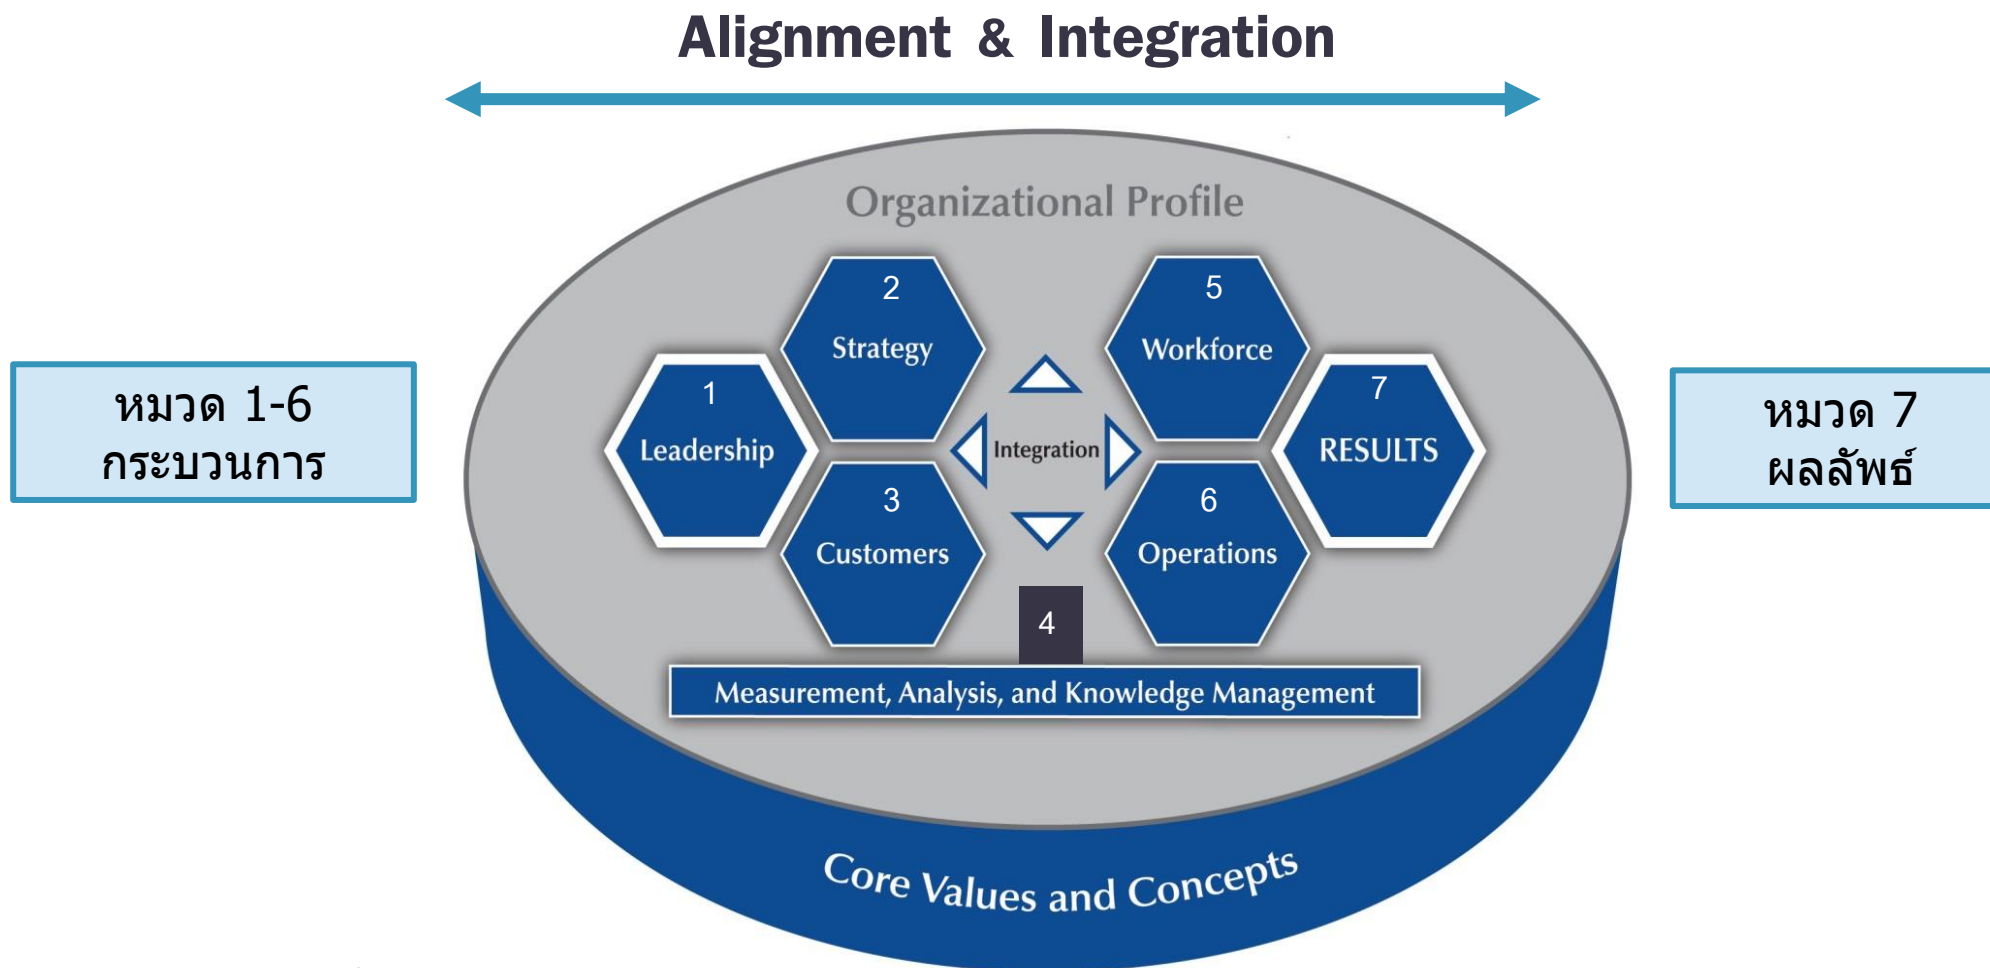 Alignment & Integration
Organizational Profile
2
Strategy
5
Workforce
1
Leadership
Integration
7
RESULTS
3
Customers
6
Operations
4
Measurement, Analysis, and Knowledge Management
Core Values and Concepts
หมวด 1-6
กระบวนการ
หมวด 7
ผลลัพธ์